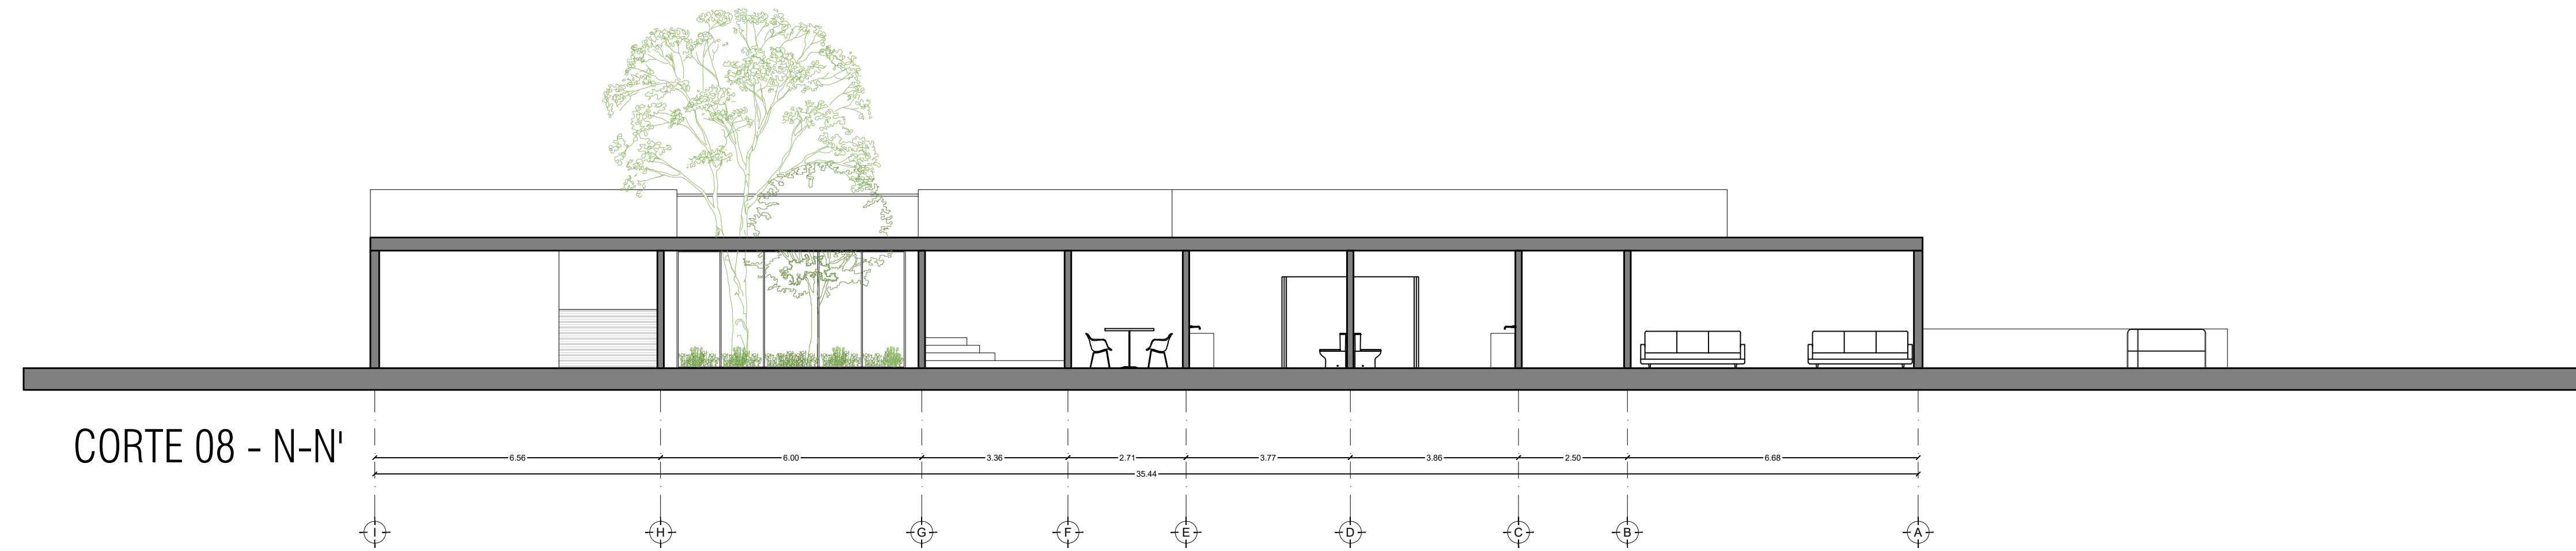 CORTE 08 - N-N'
6.56 6.00 3.36 2.71 3.77 3.86 2.50 6.68
35.44
I H G F E D C B A